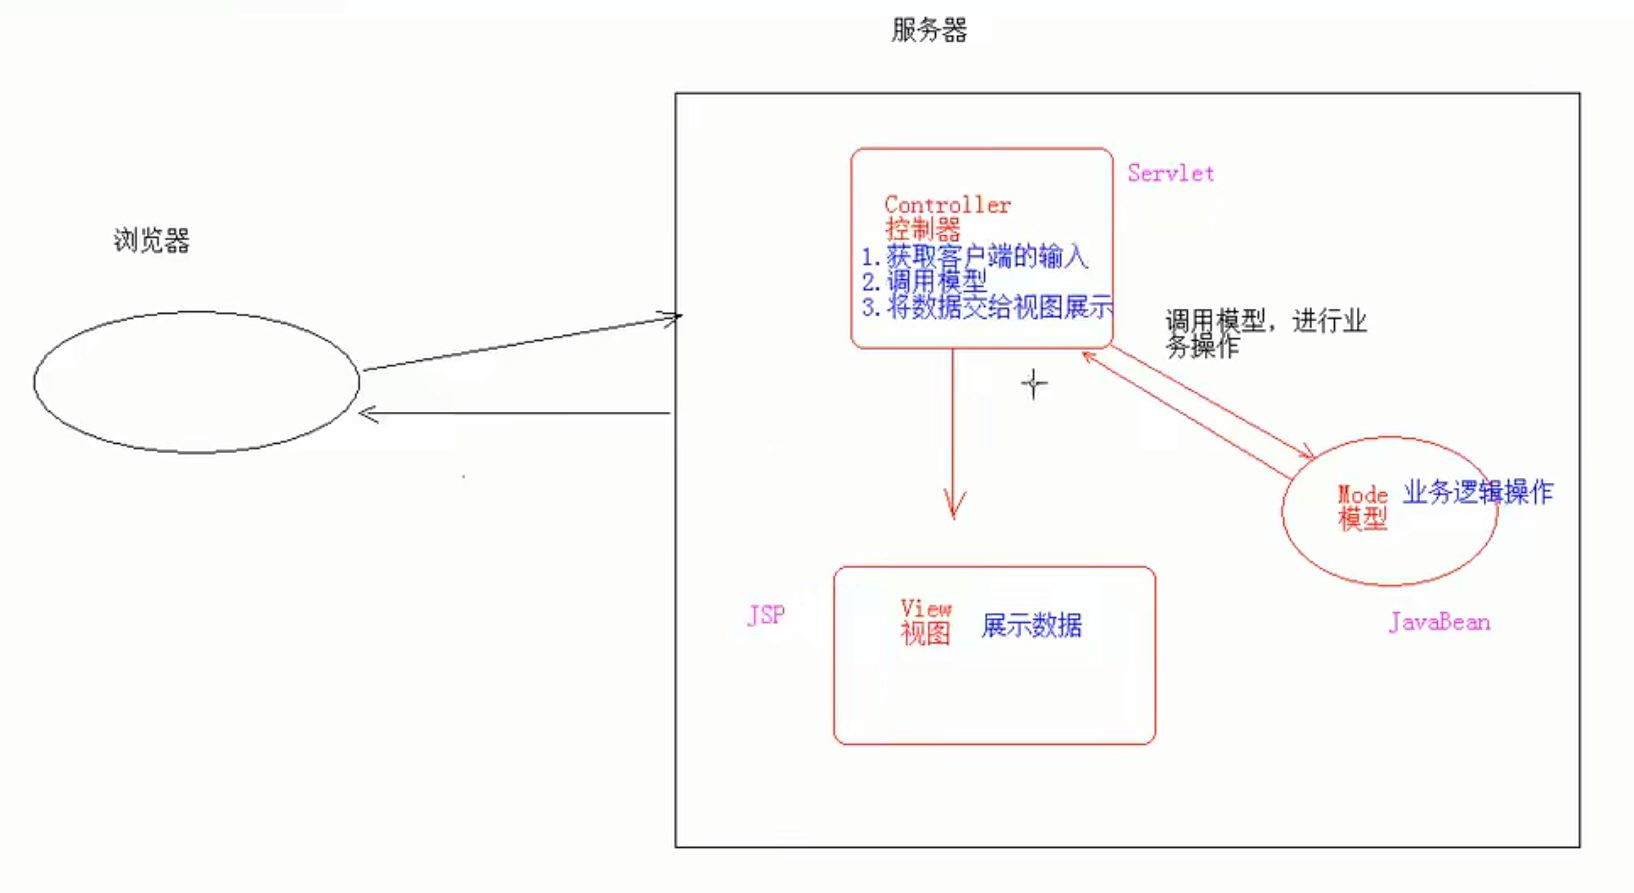 服务器
浏览器
Servlet
Controller
控制器
1.获取客户端的输入
2.调用模型
3.将数据交给视图展示
调用模型，进行业
务操作
Mode 业务逻辑操作
模型
JavaBean
JSP
View
视图
展示数据